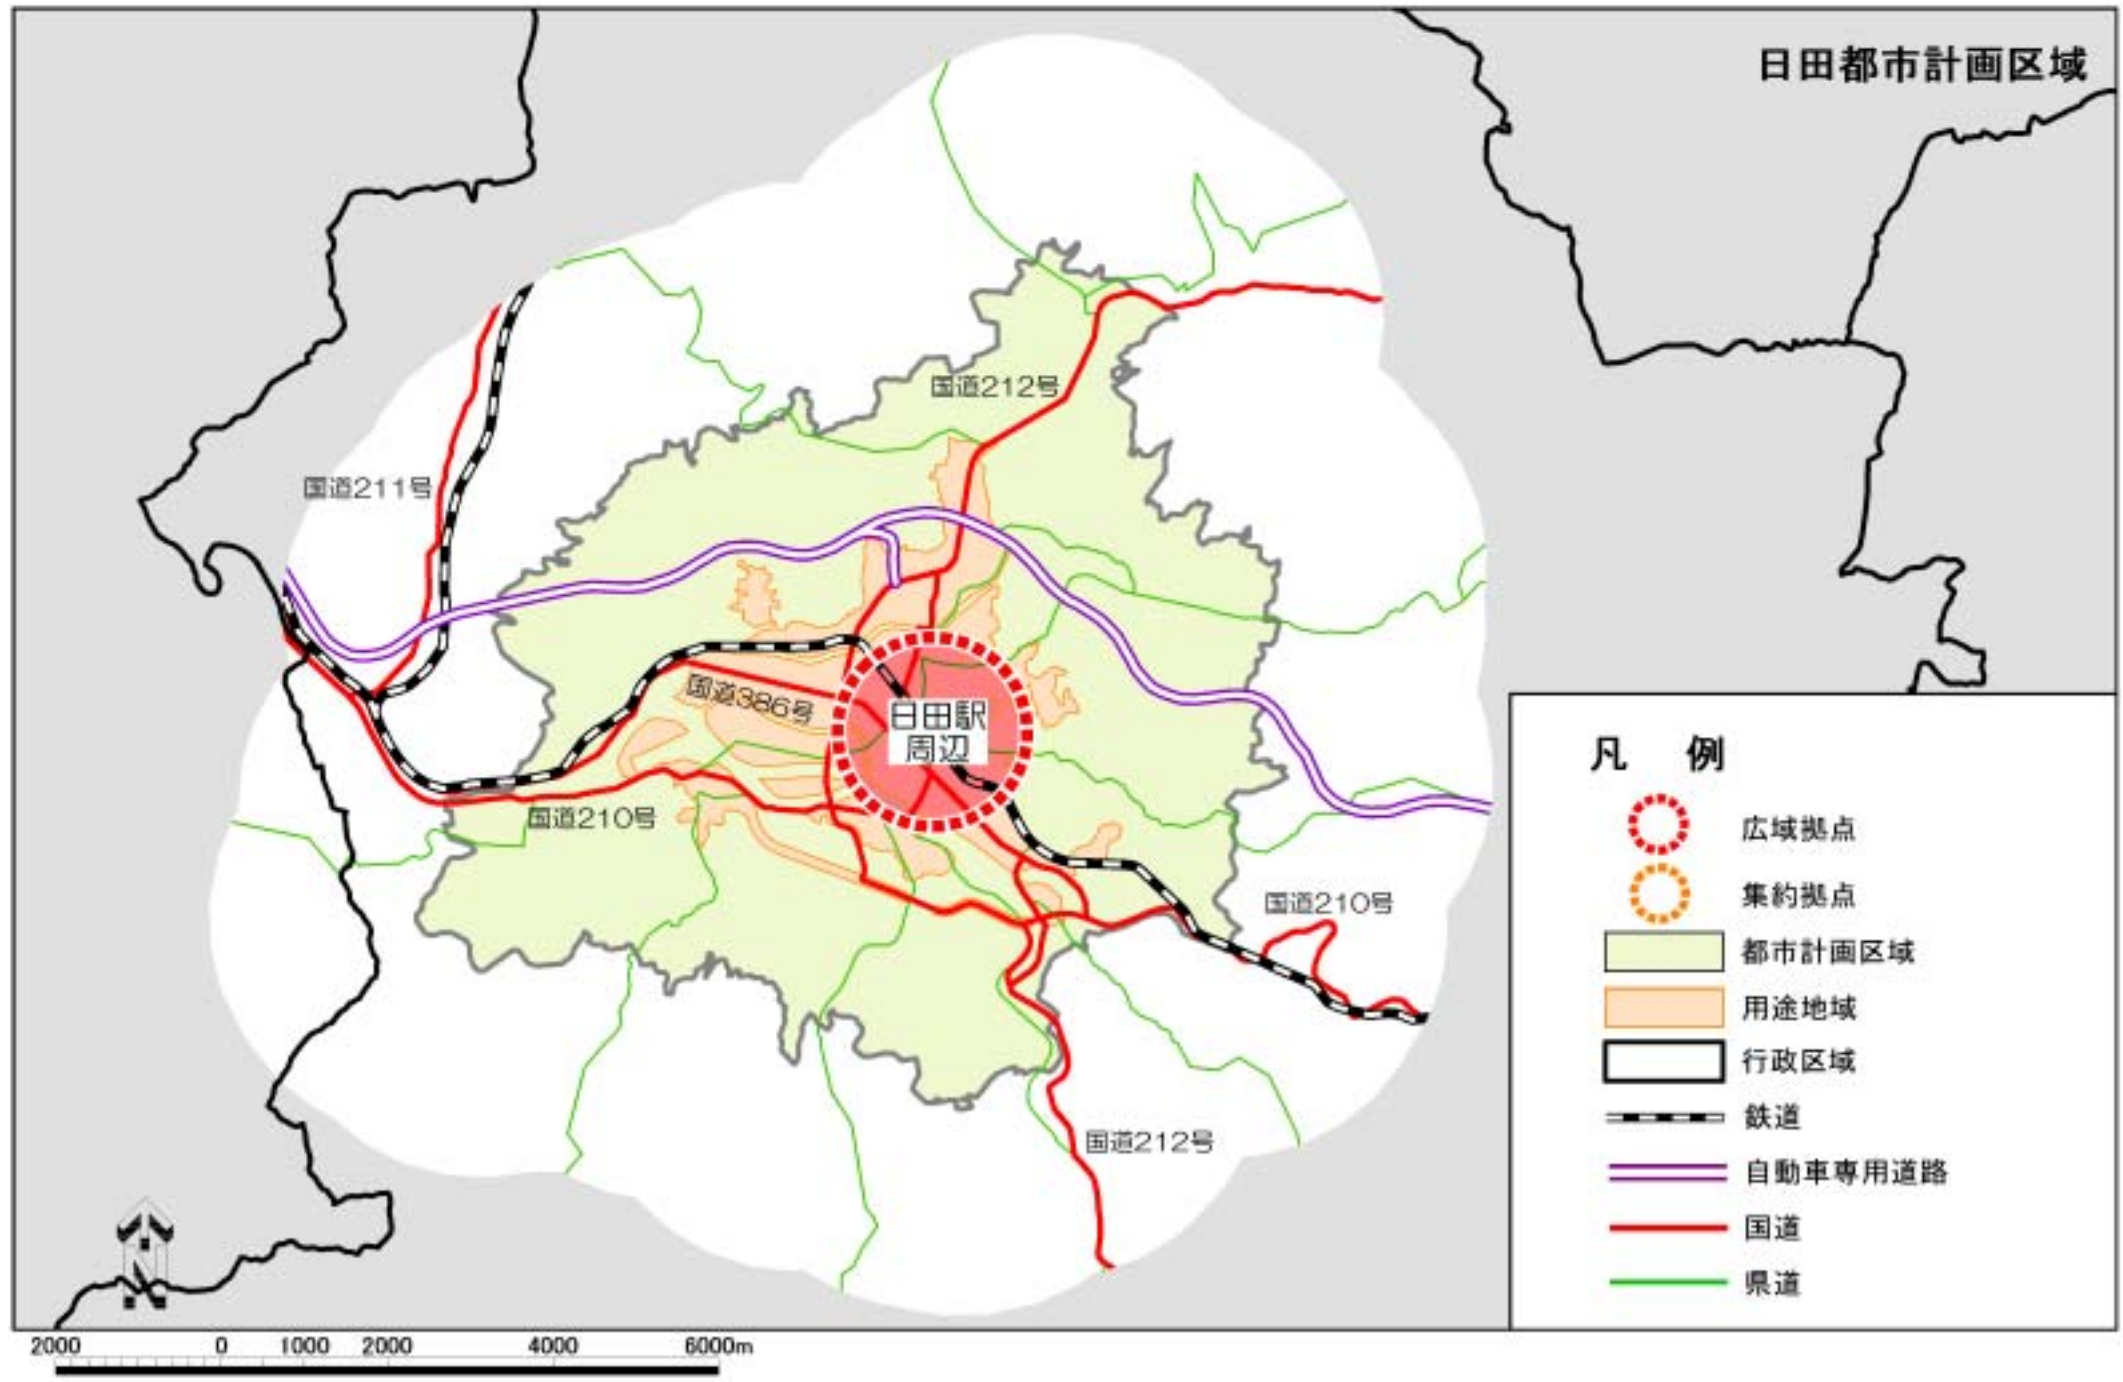 日田都市計画区域
国道212号
国道211号
国道386号
日田駅
周辺
国道210号
国道210号
国道212号
凡 例
広域拠点
集約拠点
都市計画区域
用途地域
行政区域
鉄道
自動車専用道路
国道
県道
N
2000 0 1000 2000 4000 6000m